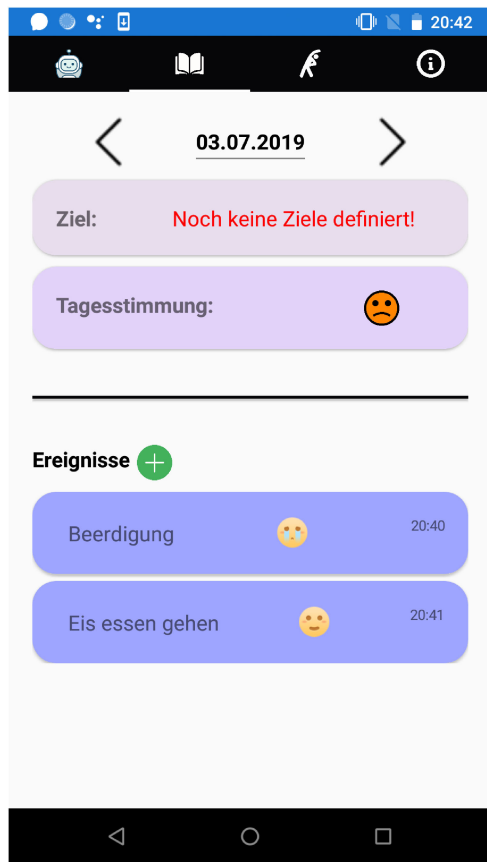 20:42
03.07.2019
Ziel: Noch keine Ziele definiert!
Tagesstimmung:
Ereignisse
Beerdigung 20:40
Eis essen gehen 20:41